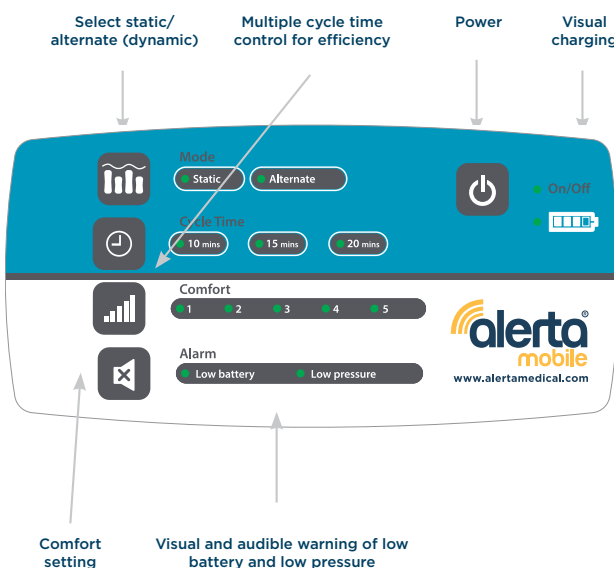 Select static/
alternate (dynamic)
Multiple cycle time
control for efficiency
Power
Visual
charging
Mode
Static
Alternate
On/Off
Cycle Time
10 mins
15 mins
20 mins
Comfort
1 2 3 4 5
Alarm
Low battery
Low pressure
alerta®
mobile
www.alertamedical.com
Comfort
setting
Visual and audible warning of low
battery and low pressure